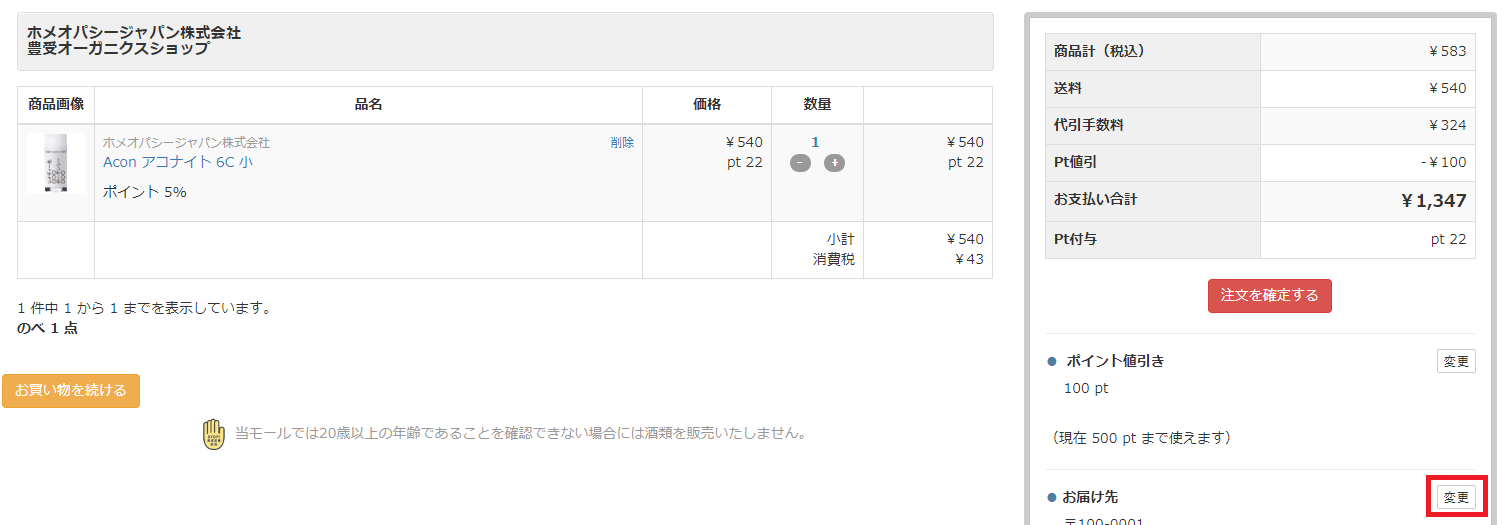 ホメオパシージャパン株式会社
豊受オーガニクスショップ
商品画像 品名 価格 数量
ホメオパシージャパン株式会社 削除 ¥540 1 ¥540
Acon アコナイト 6C 小 pt 22 - + pt 22
ポイント 5%
小計 ¥540
消費税 ¥43
1 件中 1 から 1 までを表示しています。
のべ 1 点
お買い物を続ける
当モールでは20歳以上の年齢であることを確認できない場合には酒類を販売いたしません。
商品計（税込） ¥583
送料 ¥540
代引手数料 ¥324
Pt値引 -¥100
お支払い合計 ¥1,347
Pt付与 pt 22
注文を確定する
ポイント値引き 変更
100 pt
（現在 500 pt まで使えます）
お届け先 変更
〒100-0001